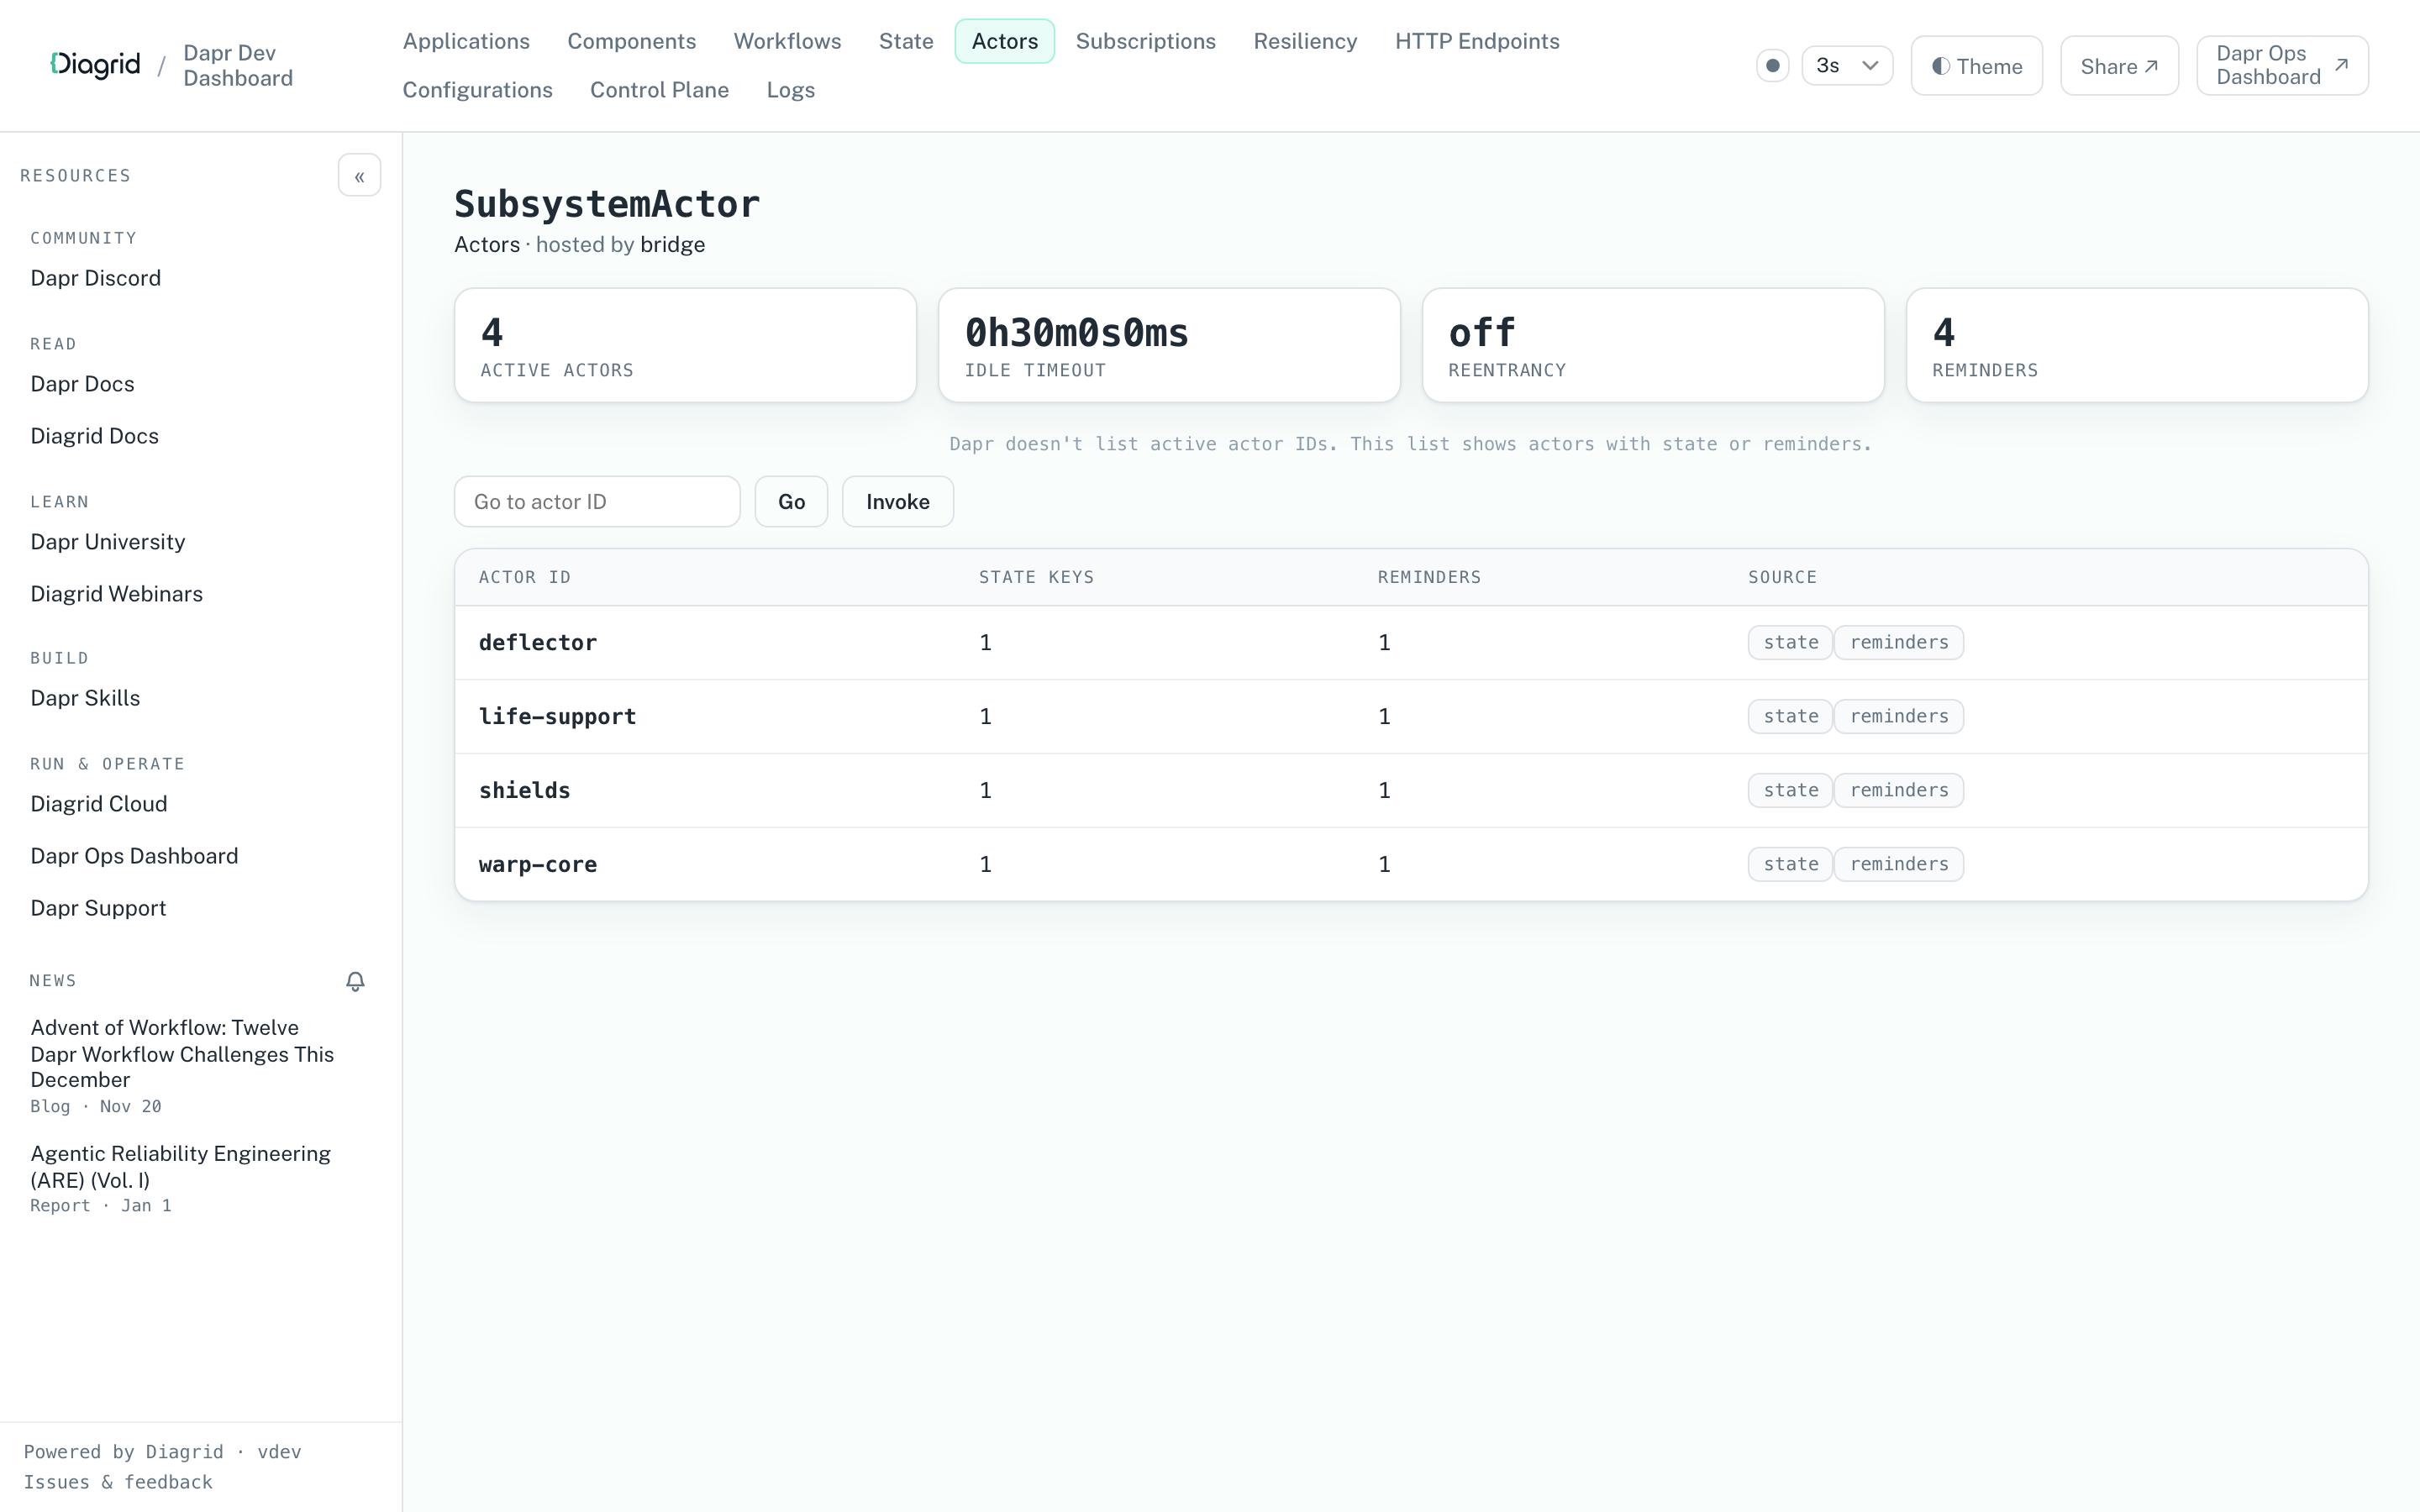 Diagrid / Dapr Dev Dashboard
Applications Components Workflows State Actors Subscriptions Resiliency HTTP Endpoints
Configurations Control Plane Logs
3s Theme Share ↗ Dapr Ops Dashboard ↗
RESOURCES «
COMMUNITY
Dapr Discord
READ
Dapr Docs
Diagrid Docs
LEARN
Dapr University
Diagrid Webinars
BUILD
Dapr Skills
RUN & OPERATE
Diagrid Cloud
Dapr Ops Dashboard
Dapr Support
NEWS
Advent of Workflow: Twelve
Dapr Workflow Challenges This
December
Blog · Nov 20
Agentic Reliability Engineering
(ARE) (Vol. I)
Report · Jan 1
Powered by Diagrid · vdev
Issues & feedback
SubsystemActor
Actors · hosted by bridge
4
ACTIVE ACTORS
0h30m0s0ms
IDLE TIMEOUT
off
REENTRANCY
4
REMINDERS
Dapr doesn't list active actor IDs. This list shows actors with state or reminders.
Go to actor ID Go Invoke
ACTOR ID STATE KEYS REMINDERS SOURCE
deflector 1 1 state reminders
life-support 1 1 state reminders
shields 1 1 state reminders
warp-core 1 1 state reminders